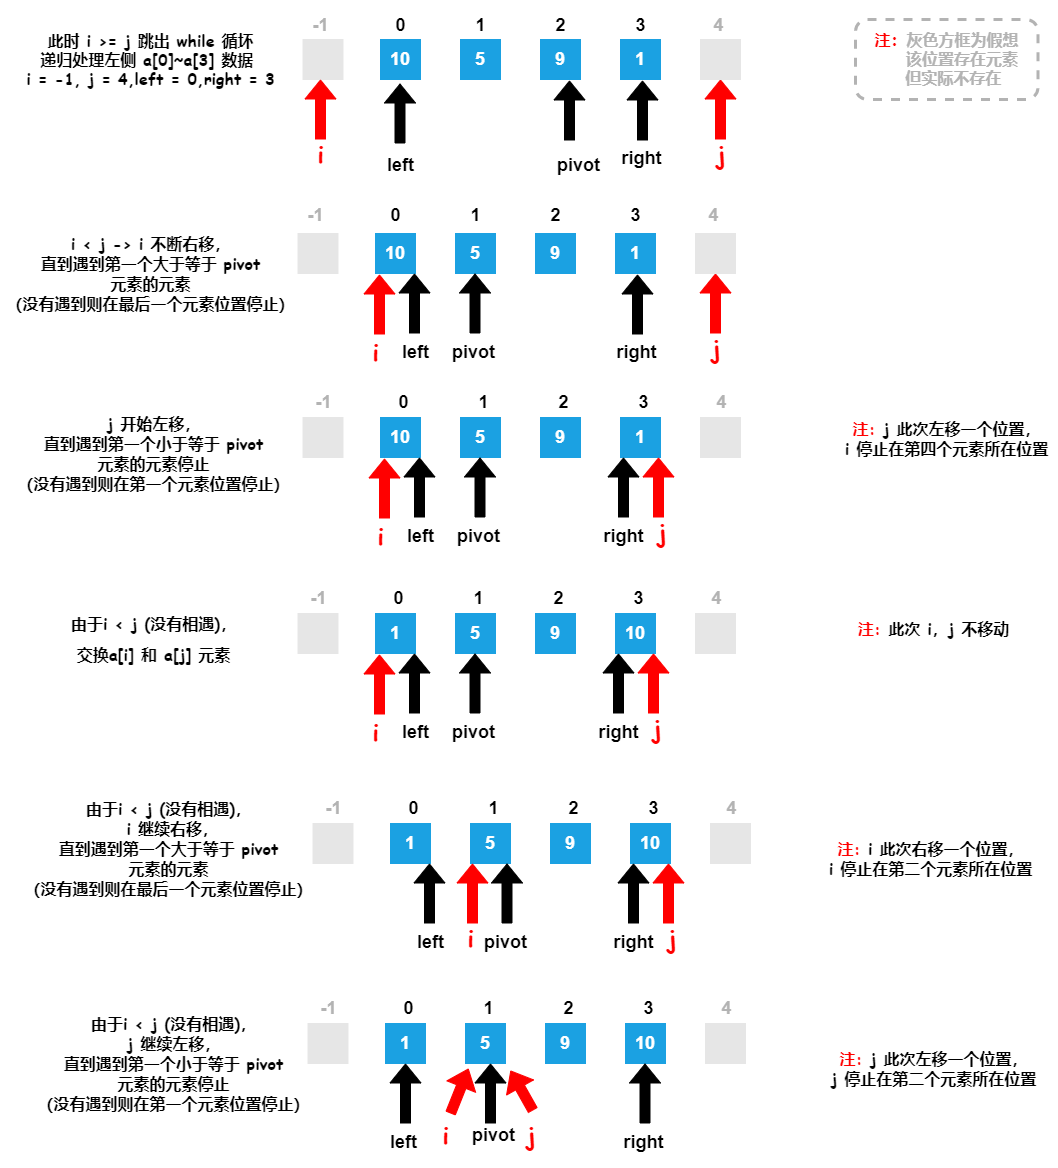 -1 0 1 2 3 4
此时 i >= j 跳出 while 循环
递归处理左侧 a[0]~a[3] 数据
i = -1, j = 4,left = 0,right = 3
10 5 9 1
注：灰色方框为假想
该位置存在元素
但实际不存在
i left pivot right j
-1 0 1 2 3 4
i < j -> i 不断右移，
直到遇到第一个大于等于 pivot
元素的元素
(没有遇到则在最后一个元素位置停止)
10 5 9 1
i left pivot right j
-1 0 1 2 3 4
j 开始左移，
直到遇到第一个小于等于 pivot
元素的元素停止
(没有遇到则在第一个元素位置停止)
10 5 9 1
注：j 此次左移一个位置，
i 停止在第四个元素所在位置
i left pivot right j
-1 0 1 2 3 4
由于i < j (没有相遇)，
交换a[i] 和 a[j] 元素
1 5 9 10
注：此次 i，j 不移动
i left pivot right j
-1 0 1 2 3 4
由于i < j (没有相遇)，
i 继续右移，
直到遇到第一个大于等于 pivot
元素的元素
(没有遇到则在最后一个元素位置停止)
1 5 9 10
注：i 此次右移一个位置，
i 停止在第二个元素所在位置
left i pivot right j
-1 0 1 2 3 4
由于i < j (没有相遇)，
j 继续左移，
直到遇到第一个小于等于 pivot
元素的元素停止
(没有遇到则在第一个元素位置停止)
1 5 9 10
注：j 此次左移一个位置，
j 停止在第二个元素所在位置
left i pivot j right